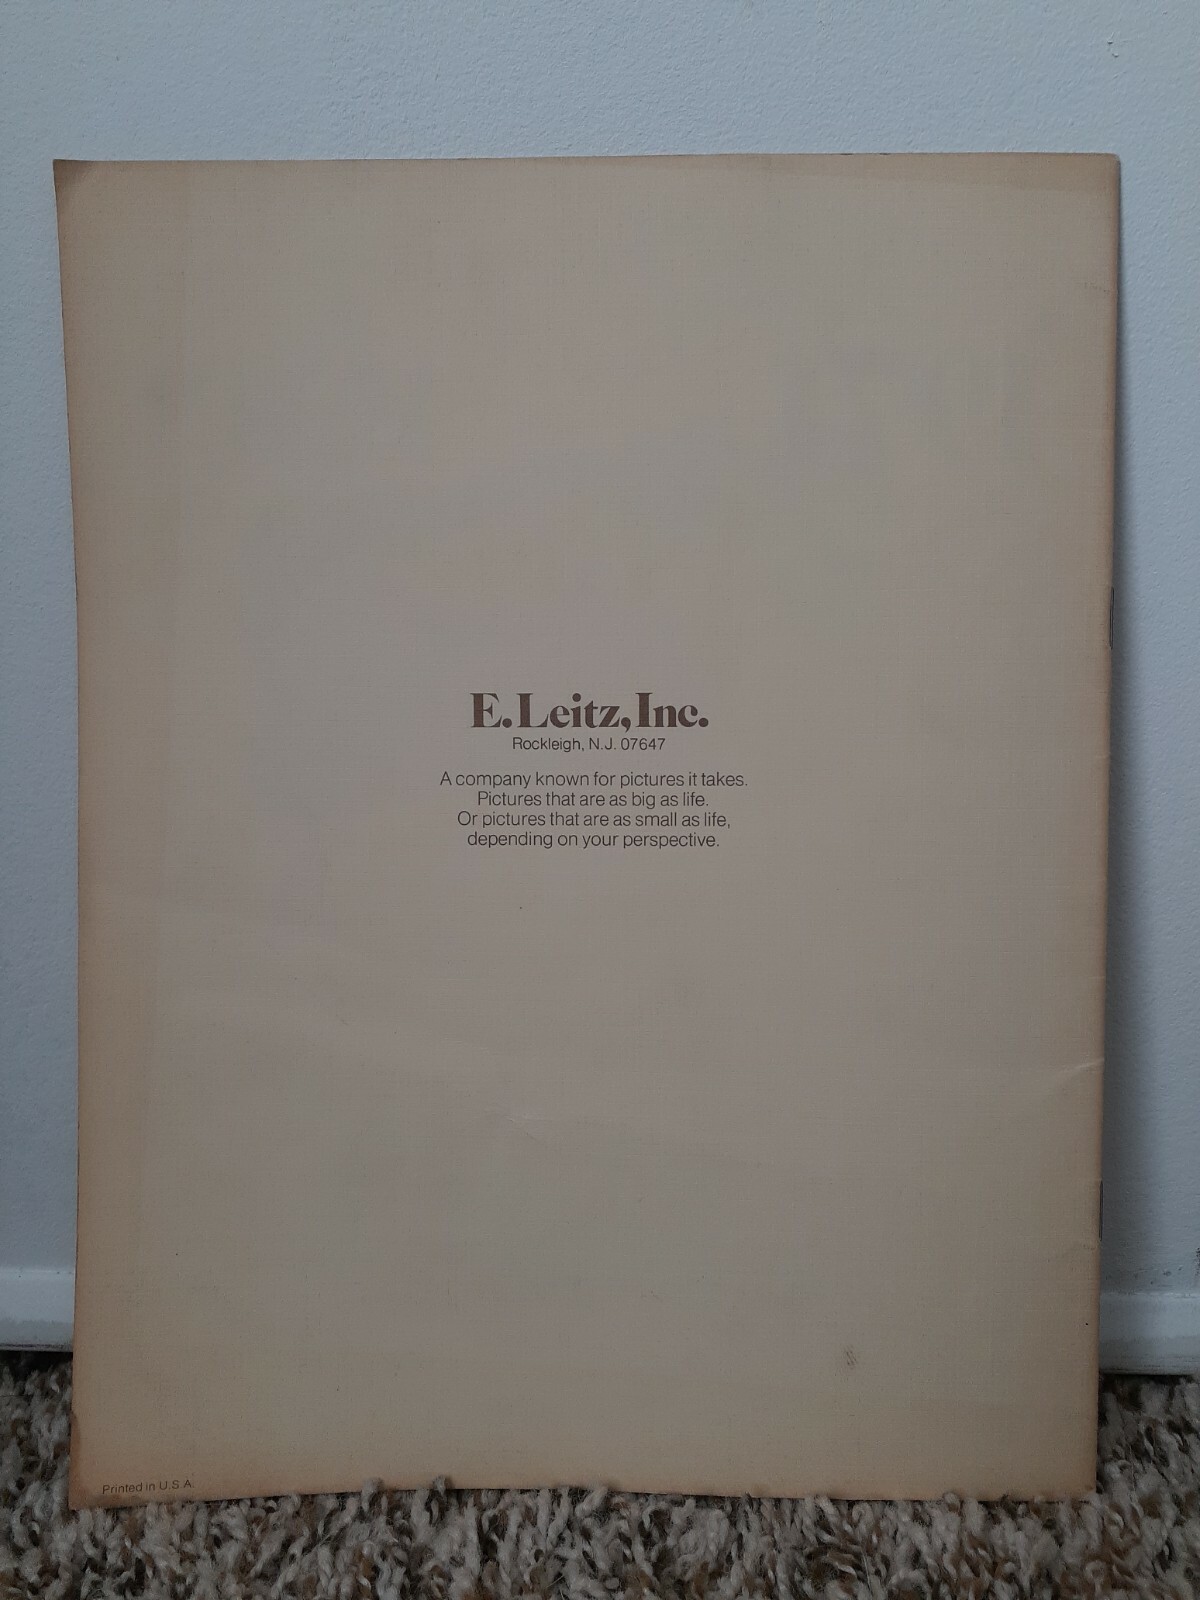 E. Leitz, Inc.
Rockleigh, N.J. 07647
A company known for pictures it takes.
Pictures that are as big as life.
Or pictures that are as small as life,
depending on your perspective.
Printed in U.S.A.